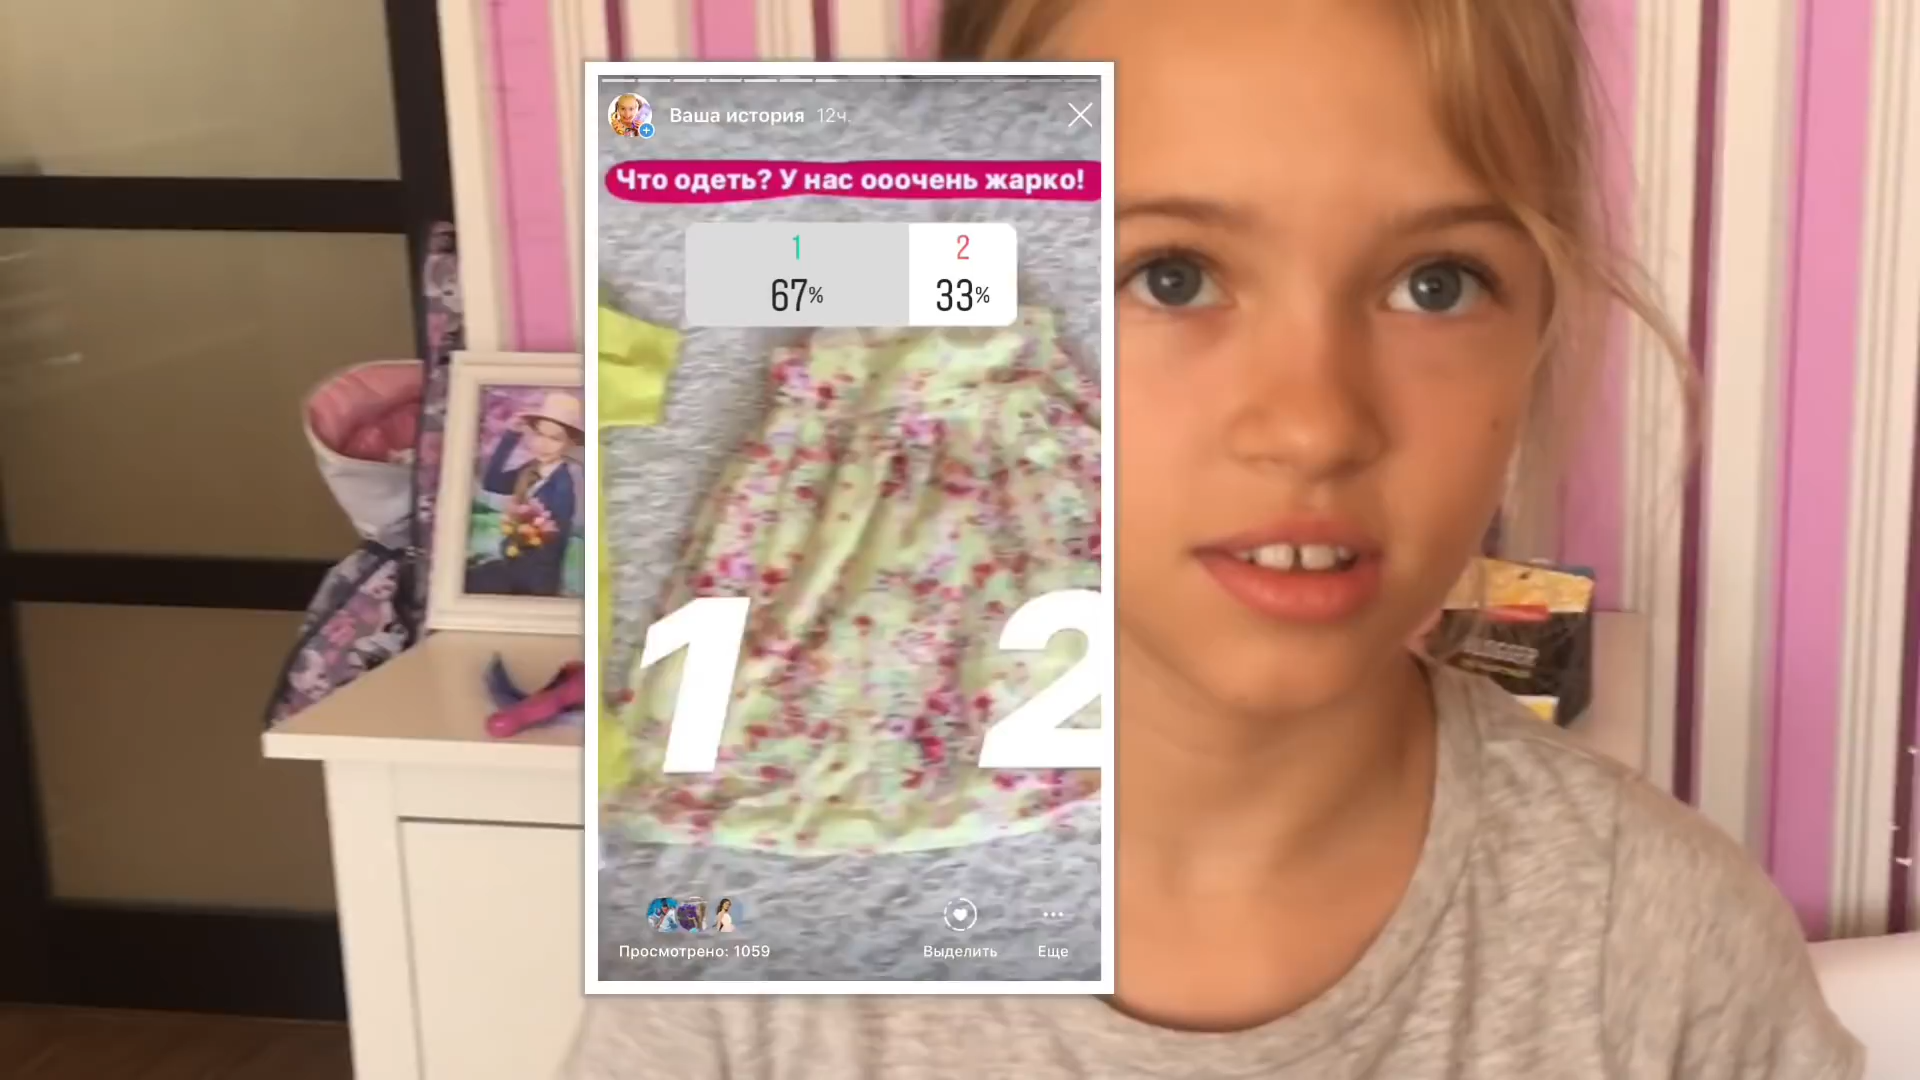 Ваша история 12ч.
Что одеть? У нас ооочень жарко!
1 2
67% 33%
1 2
Просмотрено: 1059 Выделить Еще